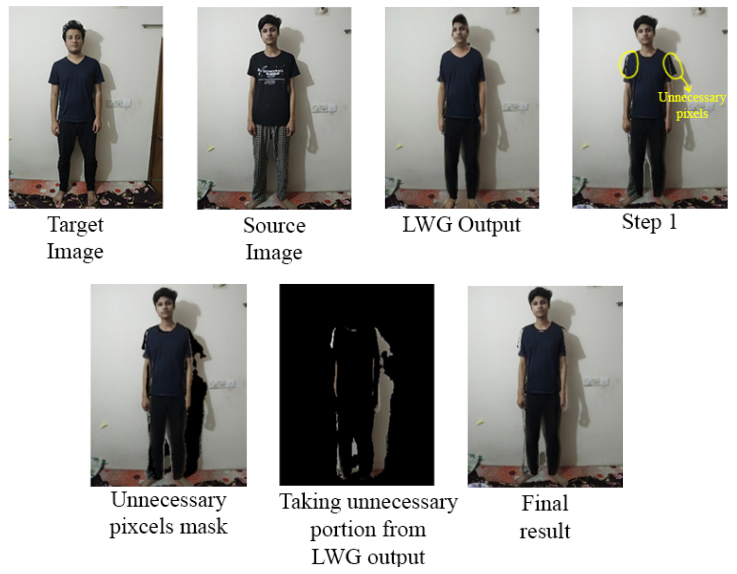 Unnecessary
pixels
Target
Image
Source
Image
LWG Output
Step 1
Unnecessary
pixcels mask
Taking unnecessary
portion from
LWG output
Final
result